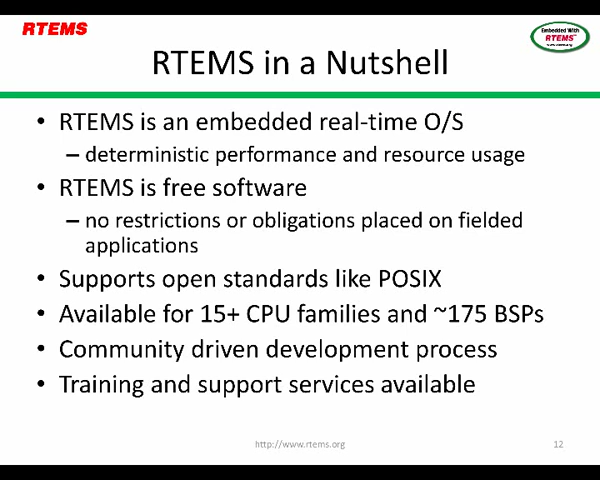 RTEMS
Embedded With
RTEMS
RTEMS in a Nutshell
• RTEMS is an embedded real-time O/S
– deterministic performance and resource usage
• RTEMS is free software
– no restrictions or obligations placed on fielded
applications
• Supports open standards like POSIX
• Available for 15+ CPU families and ~175 BSPs
• Community driven development process
• Training and support services available
http://www.rtems.org
12